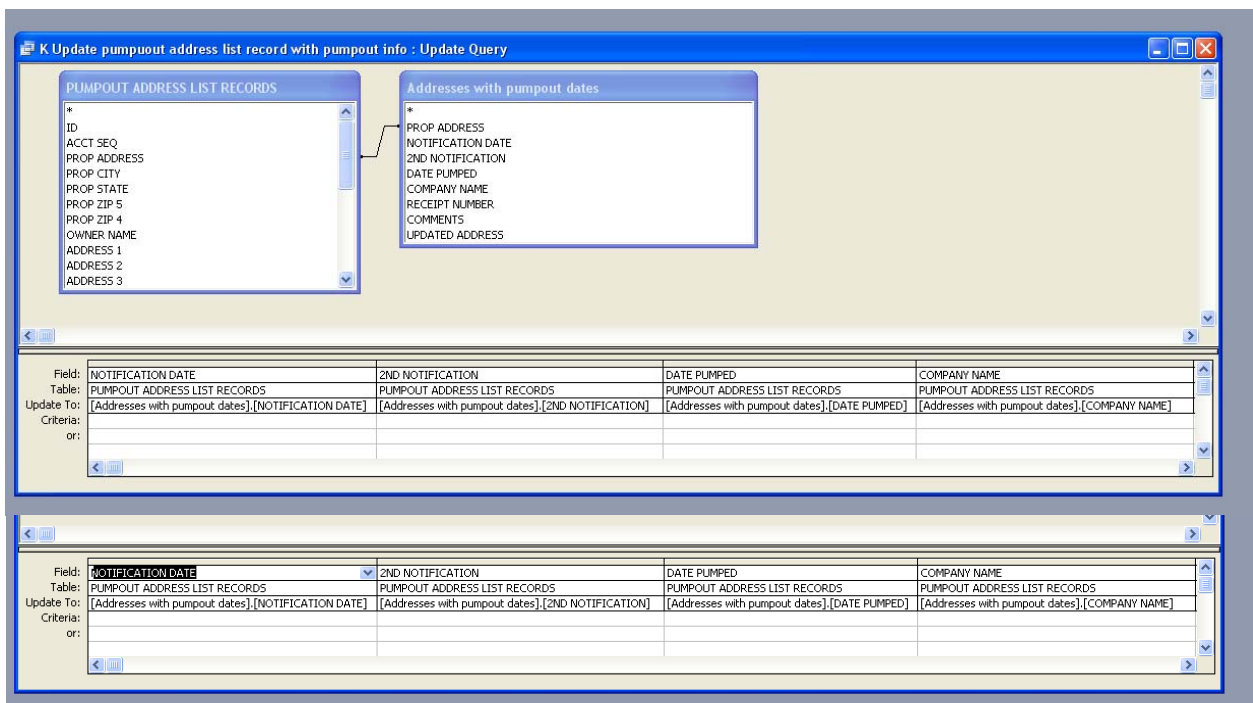 K Update pumpuout address list record with pumpout info : Update Query
PUMPOUT ADDRESS LIST RECORDS
*
ID
ACCT SEQ
PROP ADDRESS
PROP CITY
PROP STATE
PROP ZIP 5
PROP ZIP 4
OWNER NAME
ADDRESS 1
ADDRESS 2
ADDRESS 3
Addresses with pumpout dates
*
PROP ADDRESS
NOTIFICATION DATE
2ND NOTIFICATION
DATE PUMPED
COMPANY NAME
RECEIPT NUMBER
COMMENTS
UPDATED ADDRESS
Field: NOTIFICATION DATE 2ND NOTIFICATION DATE PUMPED COMPANY NAME
Table: PUMPOUT ADDRESS LIST RECORDS PUMPOUT ADDRESS LIST RECORDS PUMPOUT ADDRESS LIST RECORDS PUMPOUT ADDRESS LIST RECORDS
Update To: [Addresses with pumpout dates].[NOTIFICATION DATE] [Addresses with pumpout dates].[2ND NOTIFICATION] [Addresses with pumpout dates].[DATE PUMPED] [Addresses with pumpout dates].[COMPANY NAME]
Criteria:
or:
Field: NOTIFICATION DATE 2ND NOTIFICATION DATE PUMPED COMPANY NAME
Table: PUMPOUT ADDRESS LIST RECORDS PUMPOUT ADDRESS LIST RECORDS PUMPOUT ADDRESS LIST RECORDS PUMPOUT ADDRESS LIST RECORDS
Update To: [Addresses with pumpout dates].[NOTIFICATION DATE] [Addresses with pumpout dates].[2ND NOTIFICATION] [Addresses with pumpout dates].[DATE PUMPED] [Addresses with pumpout dates].[COMPANY NAME]
Criteria:
or: